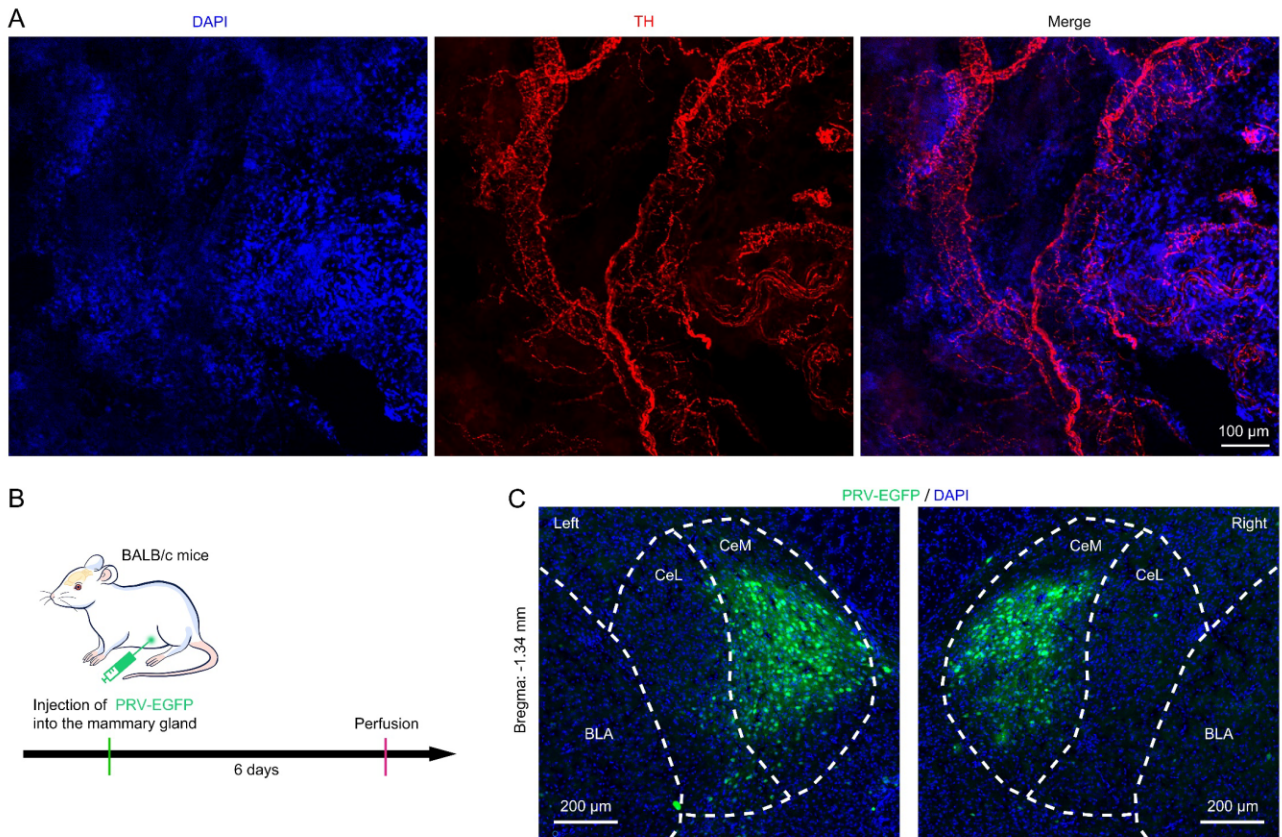 A
DAPI
TH
Merge
100 µm
B
BALB/c mice
Injection of PRV-EGFP
into the mammary gland
Perfusion
6 days
C
PRV-EGFP / DAPI
Bregma: -1.34 mm
Left
CeM
CeL
BLA
200 µm
Right
CeM
CeL
BLA
200 µm